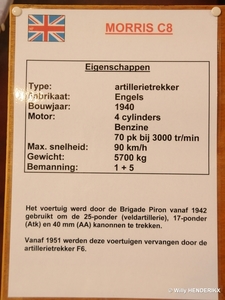 MORRIS C8
Eigenschappen
Type: artillerietrekker
Fabrikaat: Engels
Bouwjaar: 1940
Motor: 4 cylinders
Benzine
70 pk bij 3000 tr/min
Max. snelheid: 90 km/h
Gewicht: 5700 kg
Bemanning: 1 + 5
Het voertuig werd door de Brigade Piron vanaf 1942
gebruikt om de 25-ponder (veldartillerie), 17-ponder
(Atk) en 40 mm (AA) kanonnen te trekken.
Vanaf 1951 werden deze voertuigen vervangen door de
artillerietrekker F6.
© Willy HENDERICKX